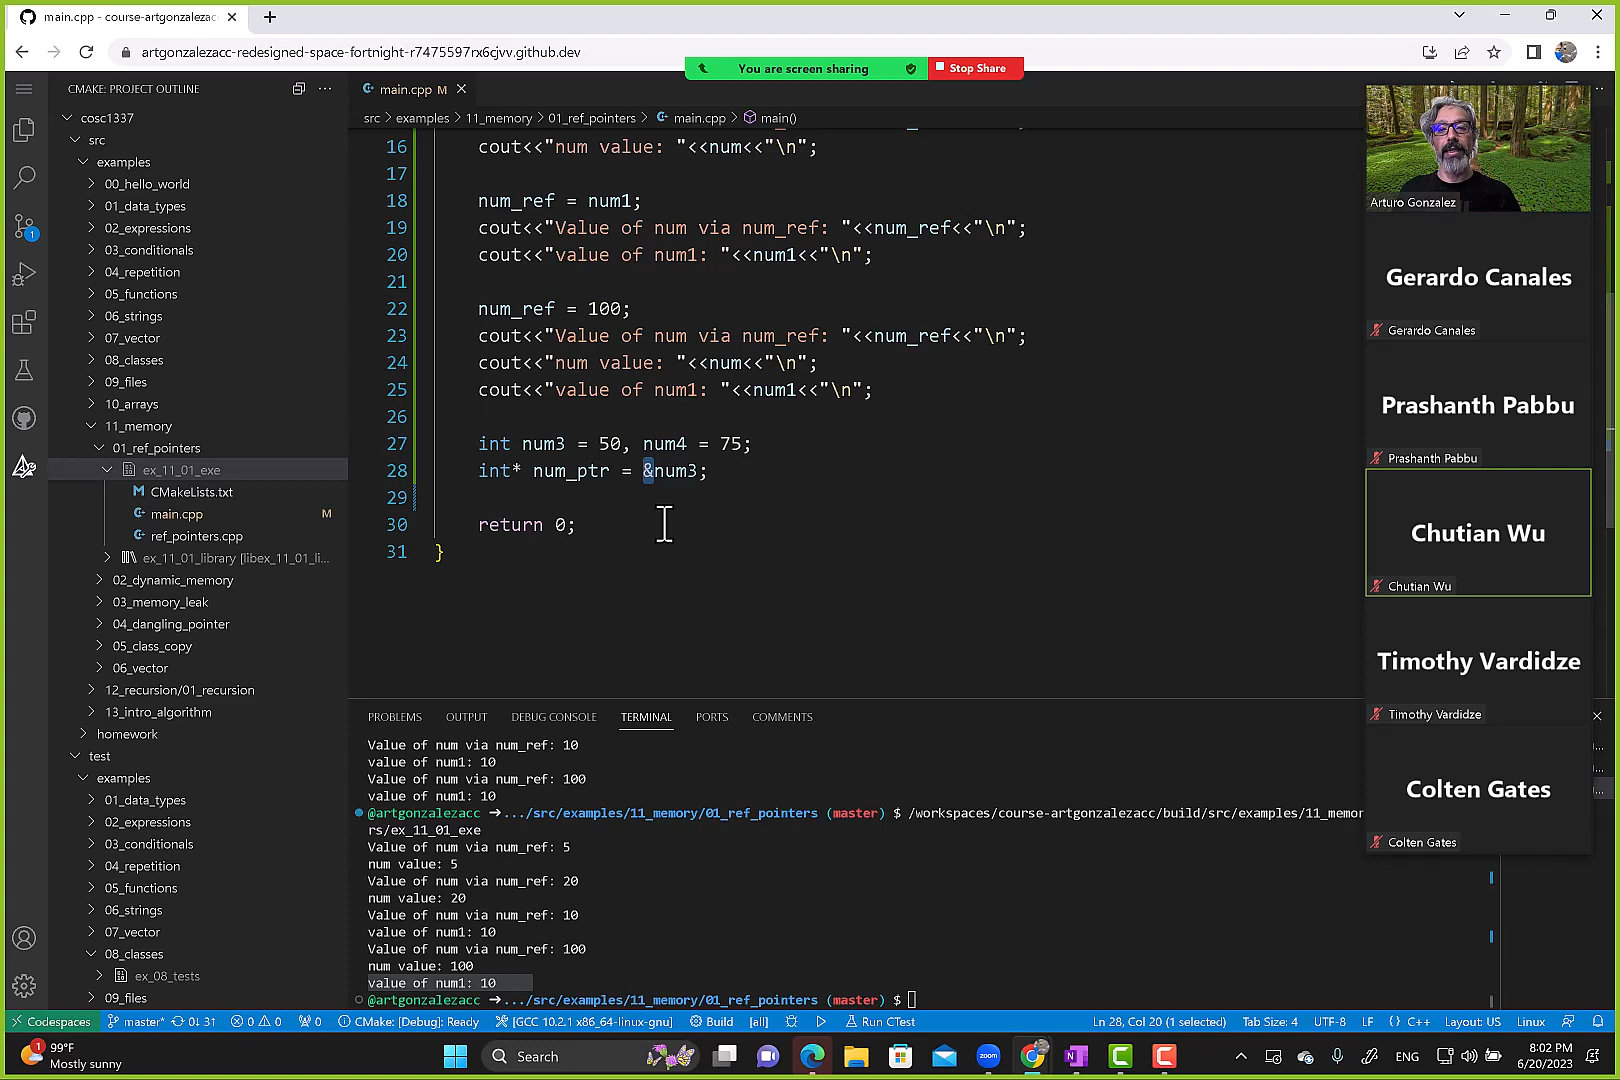 main.cpp - course-artgonzalezac
artgonzalezacc-redesigned-space-fortnight-r7475597rx6cjvv.github.dev
You are screen sharing
Stop Share
CMAKE: PROJECT OUTLINE
main.cpp M
src > examples > 11_memory > 01_ref_pointers > main.cpp > main()
cosc1337
src
examples
00_hello_world
01_data_types
02_expressions
03_conditionals
04_repetition
05_functions
06_strings
07_vector
08_classes
09_files
10_arrays
11_memory
01_ref_pointers
ex_11_01_exe
CMakeLists.txt
main.cpp M
ref_pointers.cpp
ex_11_01_library [libex_11_01_li...
02_dynamic_memory
03_memory_leak
04_dangling_pointer
05_class_copy
06_vector
12_recursion/01_recursion
13_intro_algorithm
homework
test
examples
01_data_types
02_expressions
03_conditionals
04_repetition
05_functions
06_strings
07_vector
08_classes
ex_08_tests
09_files
1
16 cout<<"num value: "<<num<<"\n";
17
18 num_ref = num1;
19 cout<<"Value of num via num_ref: "<<num_ref<<"\n";
20 cout<<"value of num1: "<<num1<<"\n";
21
22 num_ref = 100;
23 cout<<"Value of num via num_ref: "<<num_ref<<"\n";
24 cout<<"num value: "<<num<<"\n";
25 cout<<"value of num1: "<<num1<<"\n";
26
27 int num3 = 50, num4 = 75;
28 int* num_ptr = &num3;
29
30 return 0;
31 }
PROBLEMS OUTPUT DEBUG CONSOLE TERMINAL PORTS COMMENTS
Value of num via num_ref: 10
value of num1: 10
Value of num via num_ref: 100
value of num1: 10
@artgonzalezacc ➜.../src/examples/11_memory/01_ref_pointers (master) $ /workspaces/course-artgonzalezacc/build/src/examples/11_memor
rs/ex_11_01_exe
Value of num via num_ref: 5
num value: 5
Value of num via num_ref: 20
num value: 20
Value of num via num_ref: 10
value of num1: 10
Value of num via num_ref: 100
num value: 100
value of num1: 10
@artgonzalezacc ➜.../src/examples/11_memory/01_ref_pointers (master) $
Arturo Gonzalez
Gerardo Canales
Gerardo Canales
Prashanth Pabbu
Prashanth Pabbu
Chutian Wu
Chutian Wu
Timothy Vardidze
Timothy Vardidze
Colten Gates
Colten Gates
Codespaces master* 0↓ 3↑ 0 0 0 CMake: [Debug]: Ready [GCC 10.2.1 x86_64-linux-gnu] Build [all] Run CTest Ln 28, Col 20 (1 selected) Tab Size: 4 UTF-8 LF {} C++ Layout: US Linux
1
99°F
Mostly sunny
Search
zoom
ENG
8:02 PM
6/20/2023